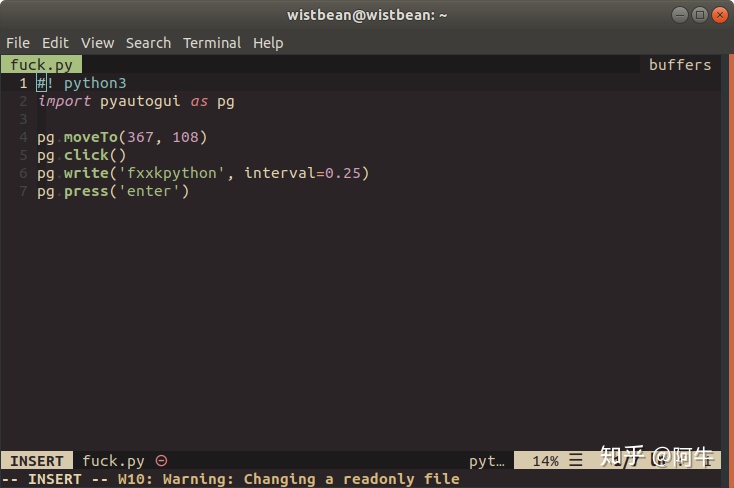 wistbean@wistbean: ~
File Edit View Search Terminal Help
fuck.py buffers
1 #! python3
2 import pyautogui as pg
3
4 pg.moveTo(367, 108)
5 pg.click()
6 pg.write('fxxkpython', interval=0.25)
7 pg.press('enter')
INSERT fuck.py pyt… 14% ☰
知乎 @阿牛
-- INSERT -- W10: Warning: Changing a readonly file